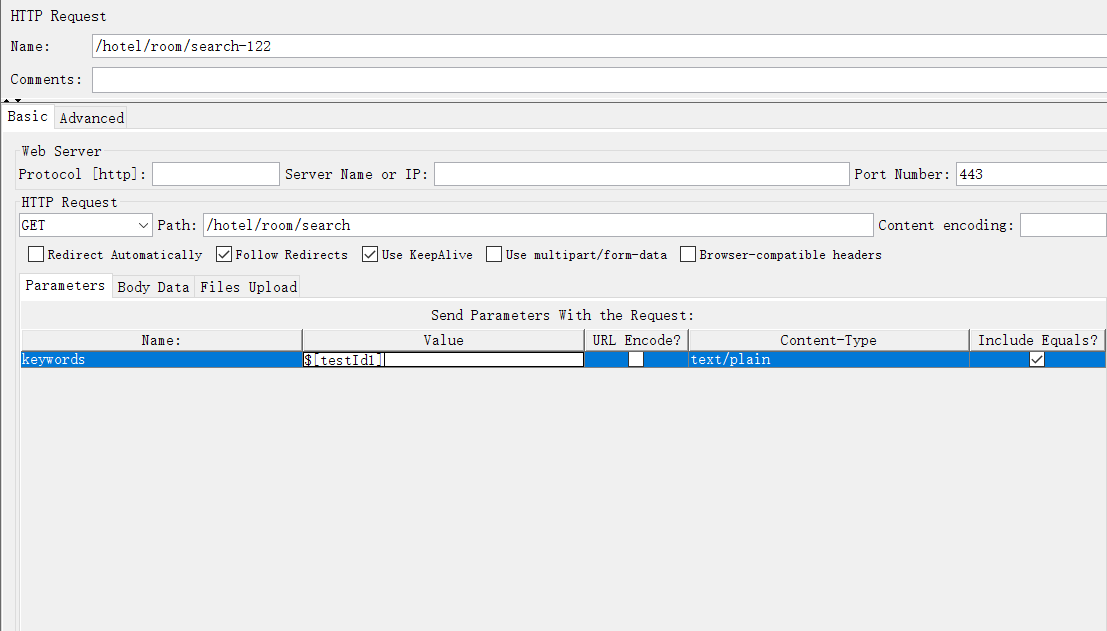 HTTP Request
Name: /hotel/room/search-122
Comments:
Basic Advanced
Web Server
Protocol [http]: Server Name or IP: Port Number: 443
HTTP Request
GET Path: /hotel/room/search Content encoding:
Redirect Automatically Follow Redirects Use KeepAlive Use multipart/form-data Browser-compatible headers
Parameters Body Data Files Upload
Send Parameters With the Request:
Name: Value URL Encode? Content-Type Include Equals?
keywords $[testId1] text/plain